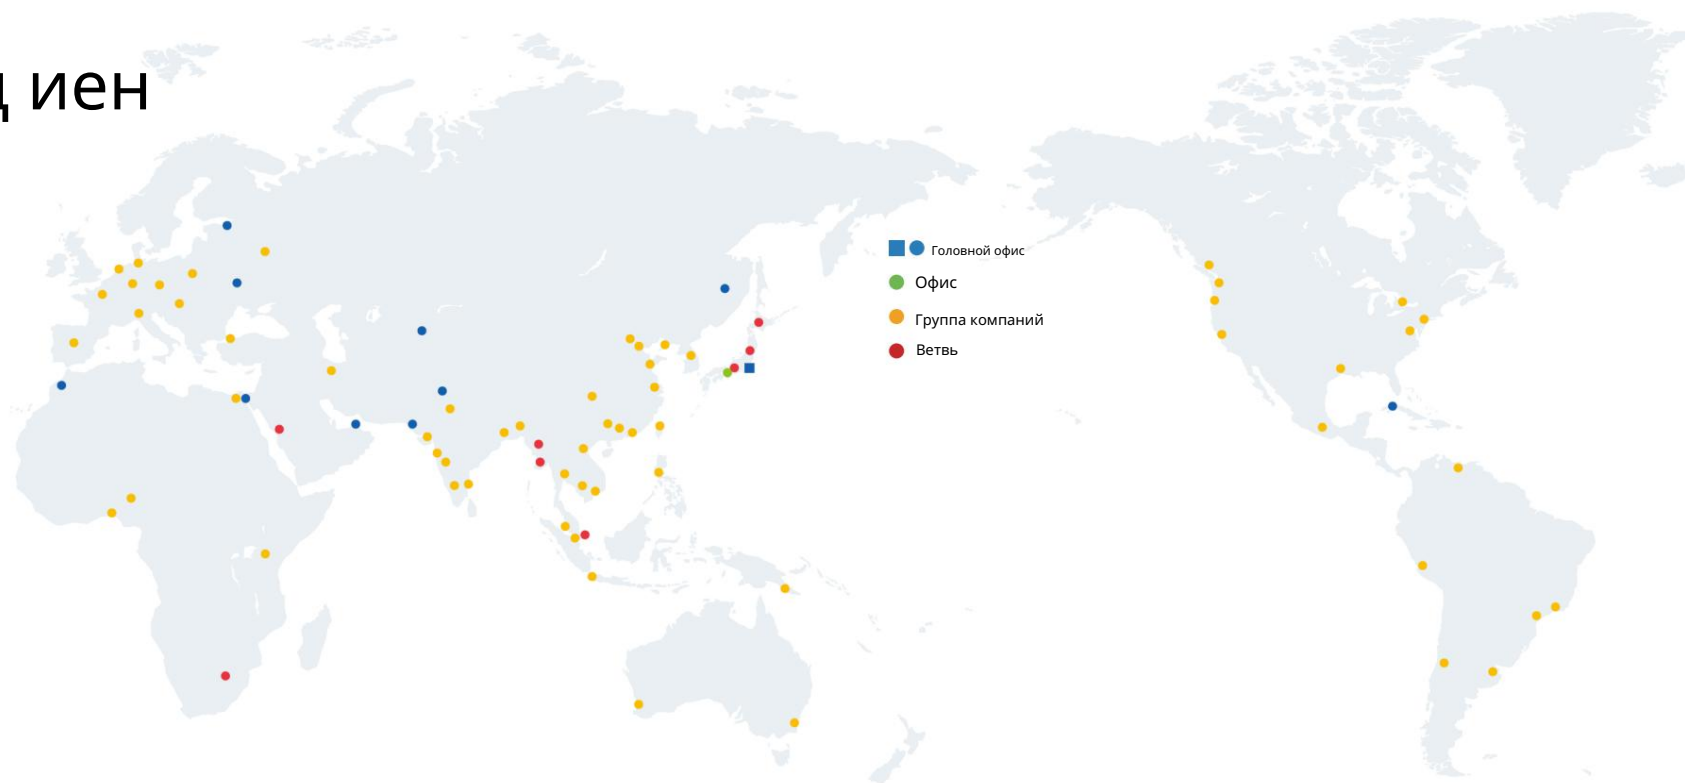 иен
Головной офис
Офис
Группа компаний
Ветвь